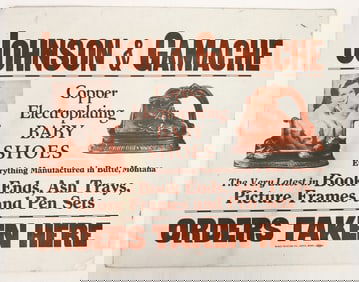 JOHNSON & GAMACHE
Copper
Electroplating
BABY
SHOES
Everything Manufactured in Butte, Montana
The Very Latest in Book Ends, Ash Trays,
Picture Frames and Pen Sets
ORDERS TAKEN HERE